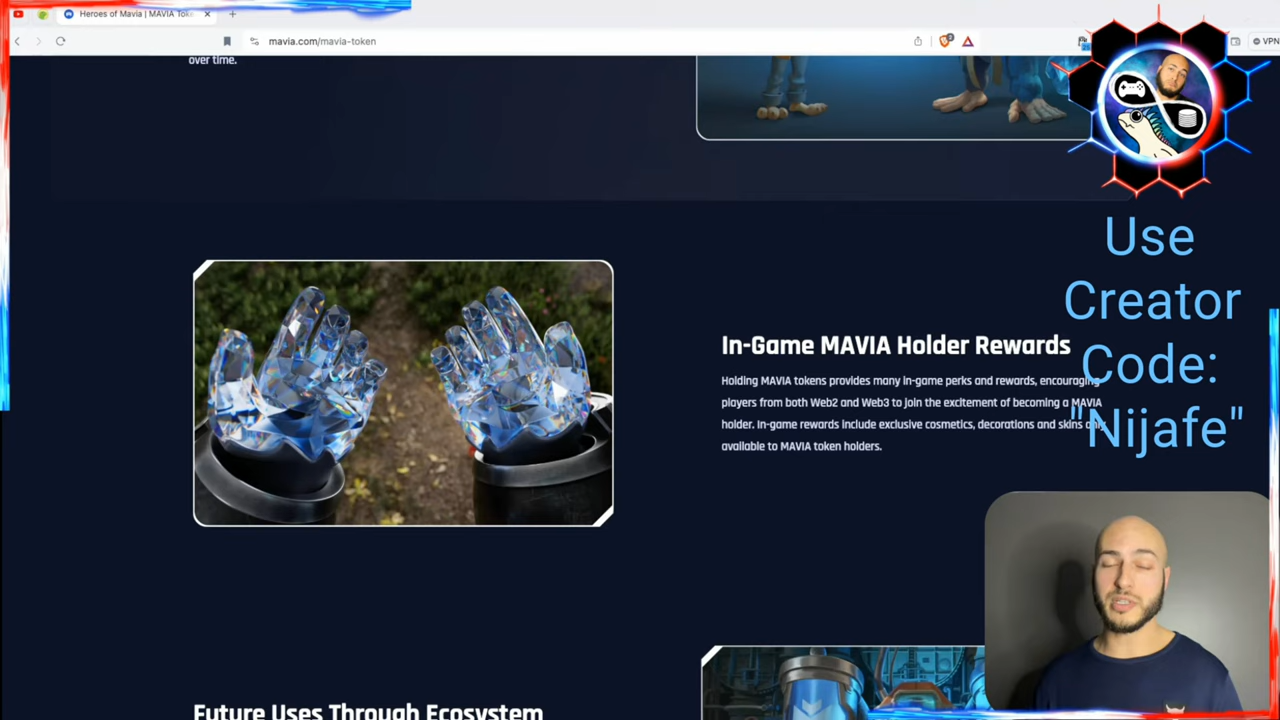 Heroes of Mavia | MAVIA Tok
mavia.com/mavia-token
VPN
over time.
Use
Creator
Code:
"Nijafe"
In-Game MAVIA Holder Rewards
Holding MAVIA tokens provides many in-game perks and rewards, encouraging
players from both Web2 and Web3 to join the excitement of becoming a MAVIA
holder. In-game rewards include exclusive cosmetics, decorations and skins only
available to MAVIA token holders.
Future Uses Through Ecosystem